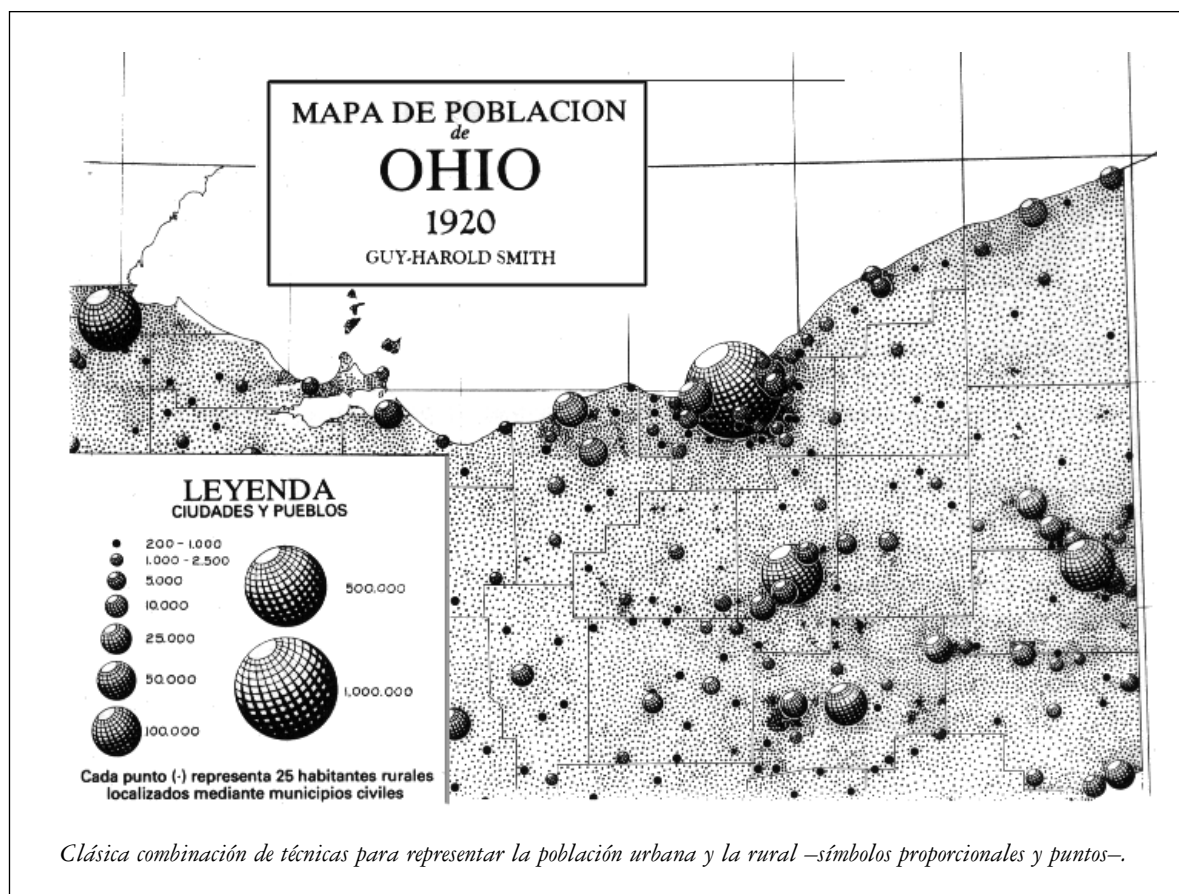 MAPA DE POBLACION
de
OHIO
1920
GUY-HAROLD SMITH
LEYENDA
CIUDADES Y PUEBLOS
200 - 1.000
1.000 - 2.500
5.000
10.000
25.000
50.000
100.000
500.000
1.000.000
Cada punto (·) representa 25 habitantes rurales
localizados mediante municipios civiles
Clásica combinación de técnicas para representar la población urbana y la rural –símbolos proporcionales y puntos–.